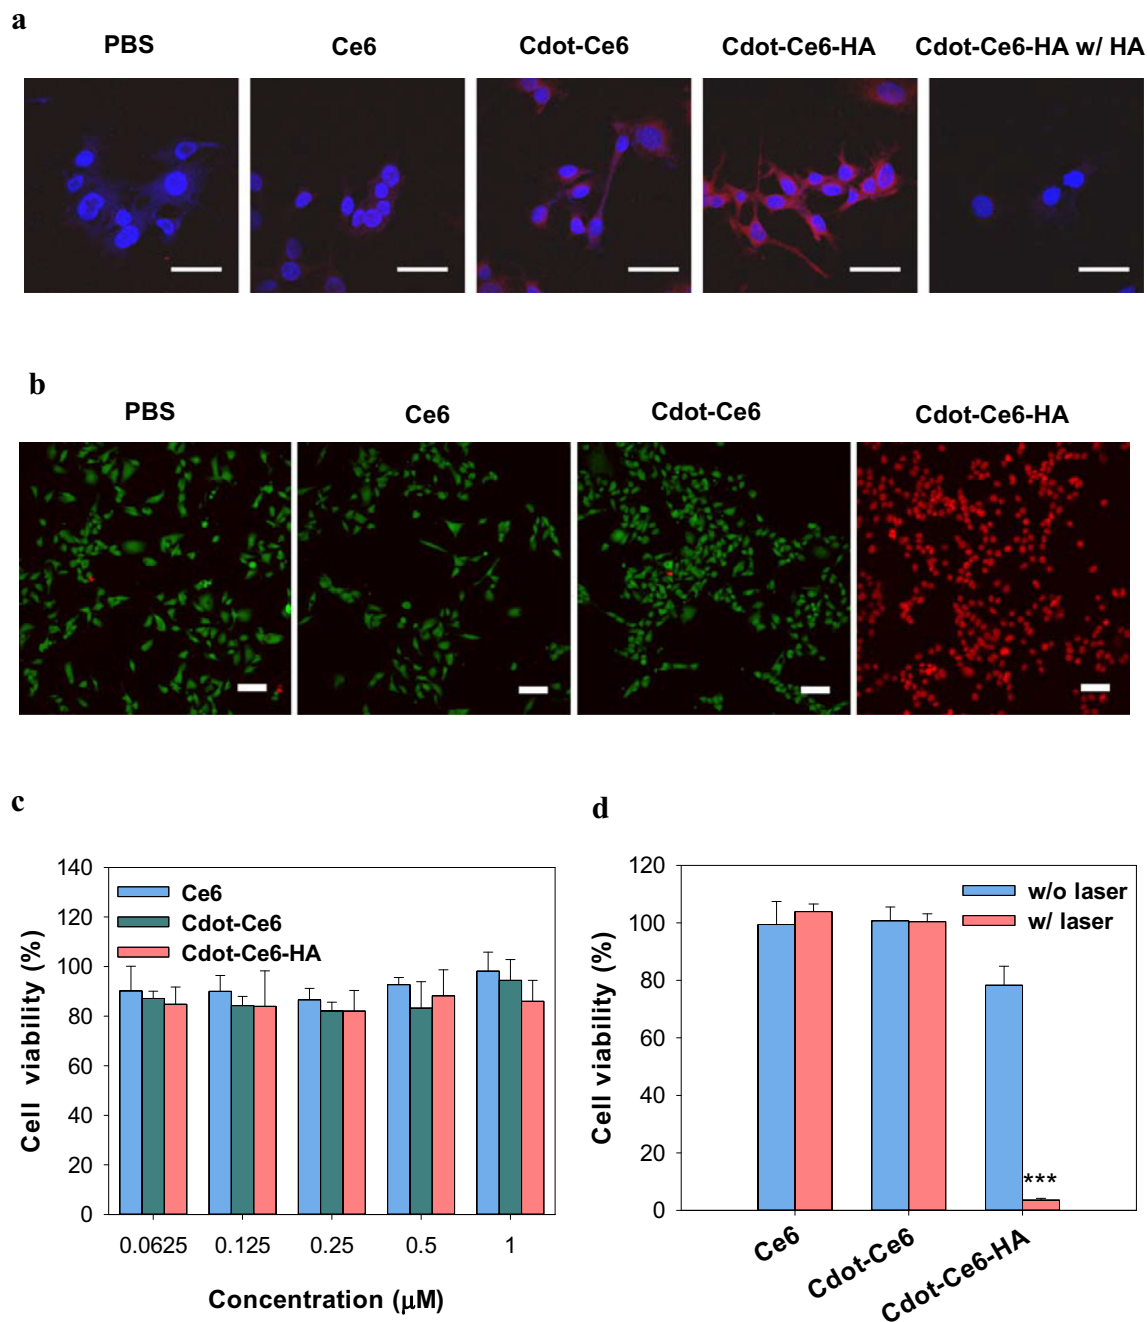 a
PBS
Ce6
Cdot-Ce6
Cdot-Ce6-HA
Cdot-Ce6-HA w/ HA
b
PBS
Ce6
Cdot-Ce6
Cdot-Ce6-HA
c
140
120
100
80
60
40
20
0
Cell viability (%)
Ce6
Cdot-Ce6
Cdot-Ce6-HA
0.0625 0.125 0.25 0.5 1
Concentration (μM)
d
120
100
80
60
40
20
0
Cell viability (%)
w/o laser
w/ laser
***
Ce6
Cdot-Ce6
Cdot-Ce6-HA